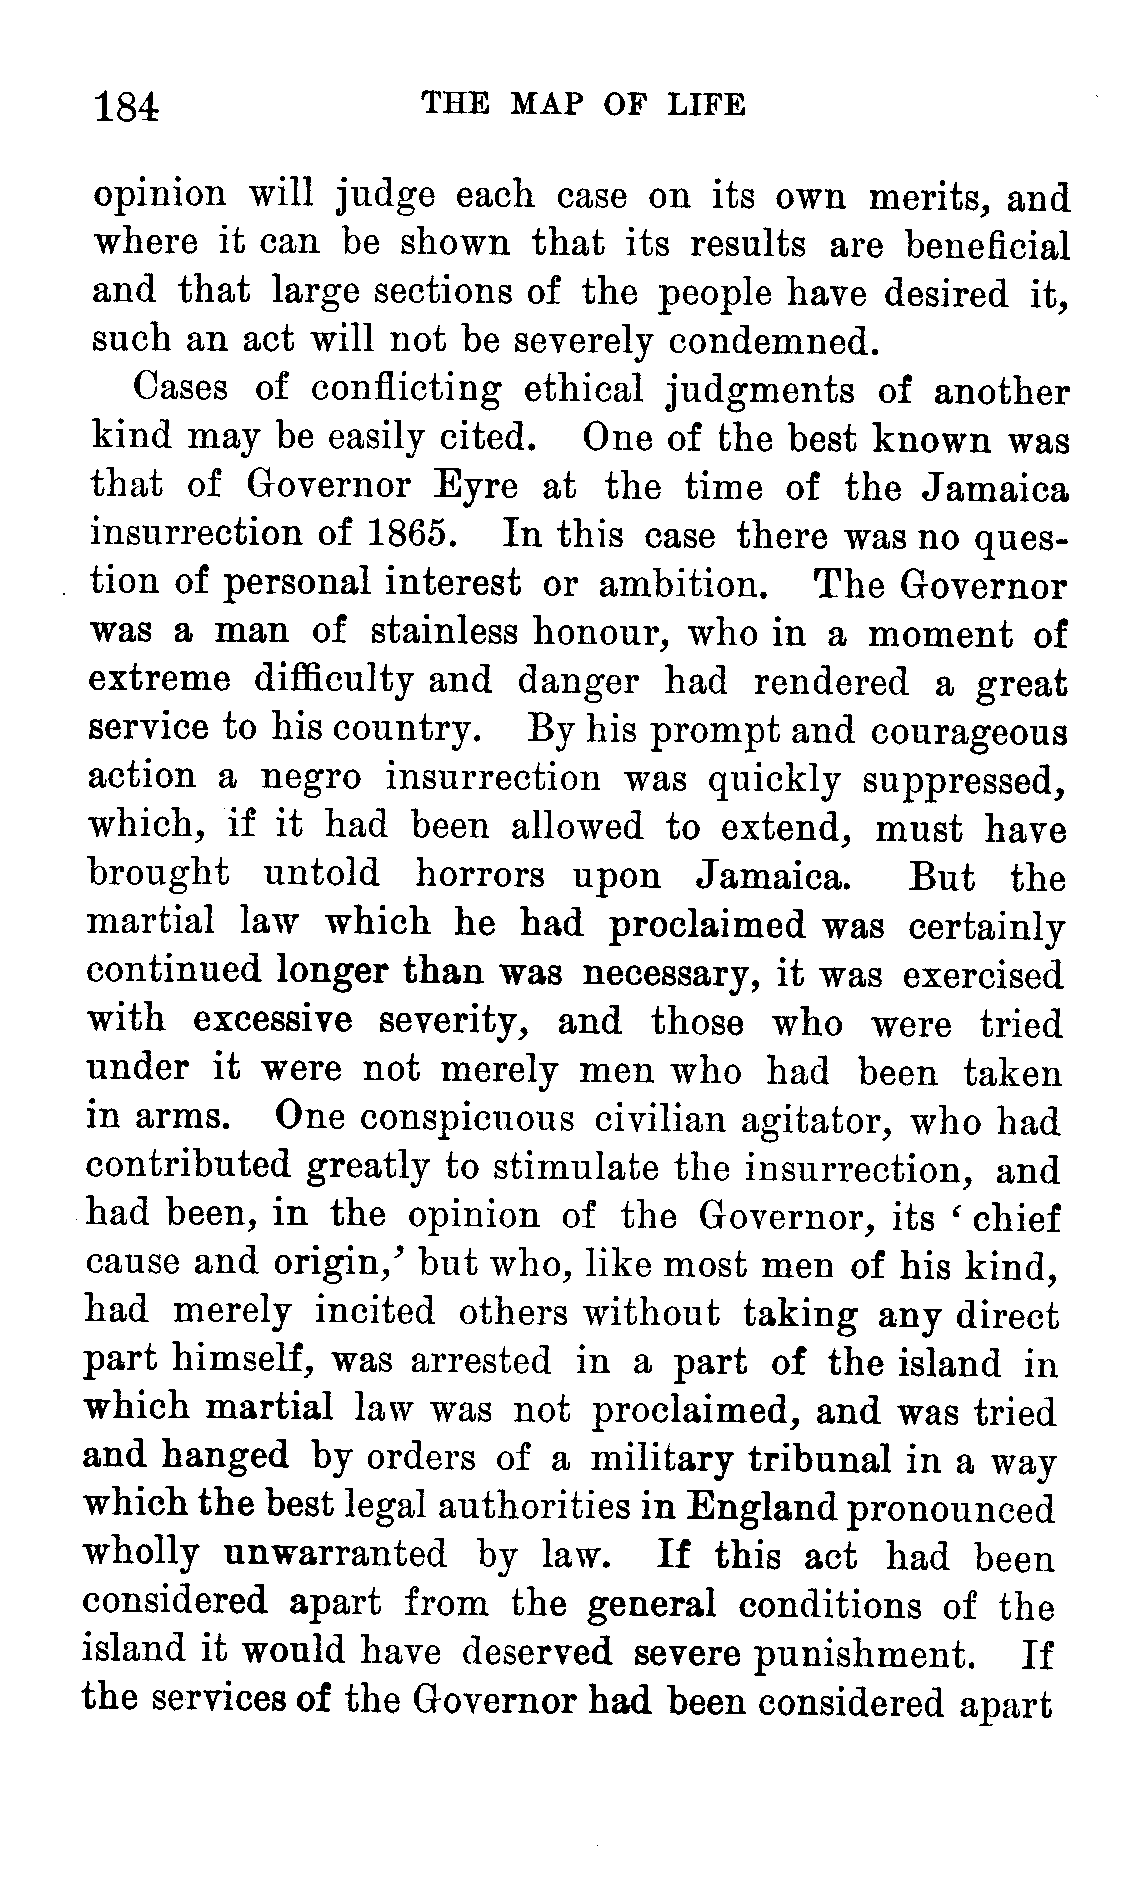 184 THE MAP OF LIFE
opinion will judge each case on its own merits, and
where it can be shown that its results are beneficial
and that large sections of the people have desired it,
such an act will not be severely condemned.
Cases of conflicting ethical judgments of another
kind may be easily cited. One of the best known was
that of Governor Eyre at the time of the Jamaica
insurrection of 1865. In this case there was no ques-
tion of personal interest or ambition. The Governor
was a man of stainless honour, who in a moment of
extreme difficulty and danger had rendered a great
service to his country. By his prompt and courageous
action a negro insurrection was quickly suppressed,
which, if it had been allowed to extend, must have
brought untold horrors upon Jamaica. But the
martial law which he had proclaimed was certainly
continued longer than was necessary, it was exercised
with excessive severity, and those who were tried
under it were not merely men who had been taken
in arms. One conspicuous civilian agitator, who had
contributed greatly to stimulate the insurrection, and
had been, in the opinion of the Governor, its ‘ chief
cause and origin,’ but who, like most men of his kind,
had merely incited others without taking any direct
part himself, was arrested in a part of the island in
which martial law was not proclaimed, and was tried
and hanged by orders of a military tribunal in a way
which the best legal authorities in England pronounced
wholly unwarranted by law. If this act had been
considered apart from the general conditions of the
island it would have deserved severe punishment. If
the services of the Governor had been considered apart